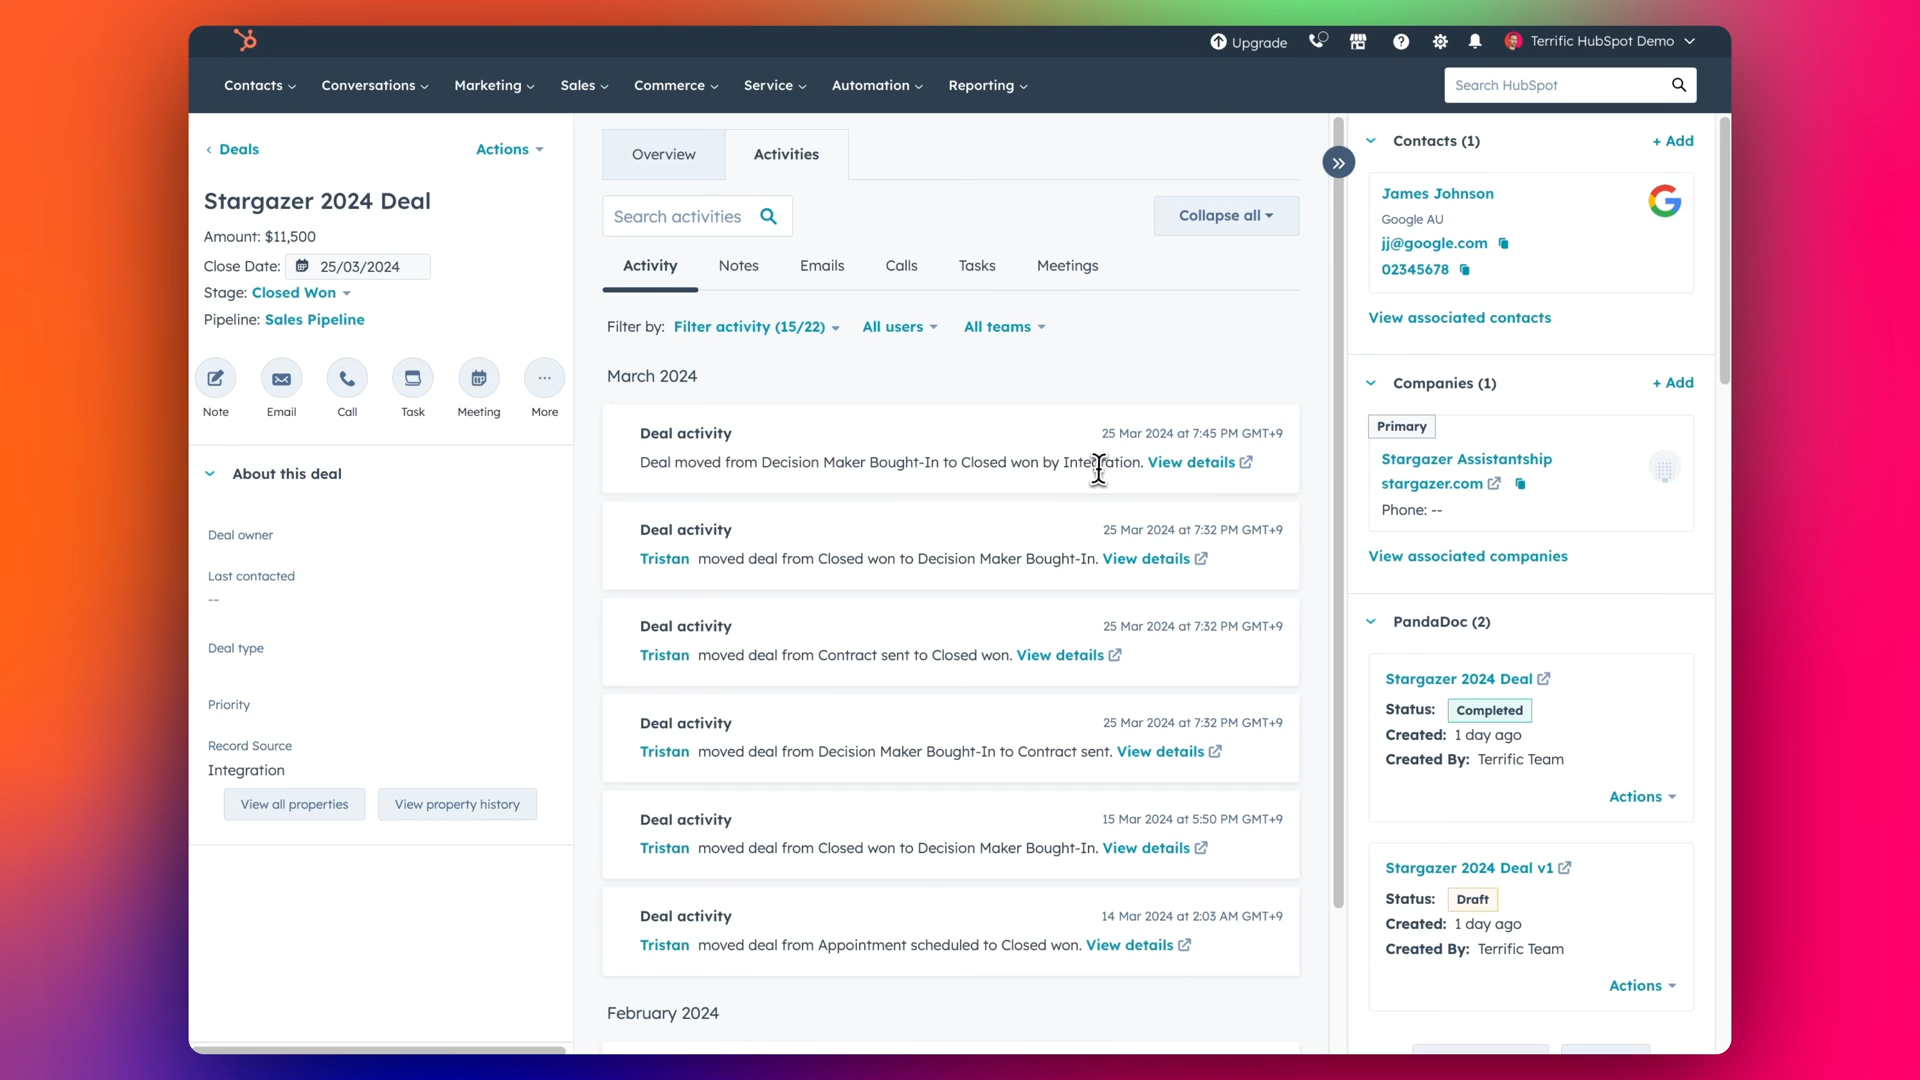 Upgrade
Terrific HubSpot Demo
Contacts
Conversations
Marketing
Sales
Commerce
Service
Automation
Reporting
Search HubSpot
Deals
Actions
Stargazer 2024 Deal
Amount: $11,500
Close Date: 25/03/2024
Stage: Closed Won
Pipeline: Sales Pipeline
Note
Email
Call
Task
Meeting
More
About this deal
Deal owner
Last contacted
--
Deal type
Priority
Record Source
Integration
View all properties
View property history
Overview
Activities
Search activities
Collapse all
Activity
Notes
Emails
Calls
Tasks
Meetings
Filter by: Filter activity (15/22) All users All teams
March 2024
Deal activity 25 Mar 2024 at 7:45 PM GMT+9
Deal moved from Decision Maker Bought-In to Closed won by Integration. View details
Deal activity 25 Mar 2024 at 7:32 PM GMT+9
Tristan moved deal from Closed won to Decision Maker Bought-In. View details
Deal activity 25 Mar 2024 at 7:32 PM GMT+9
Tristan moved deal from Contract sent to Closed won. View details
Deal activity 25 Mar 2024 at 7:32 PM GMT+9
Tristan moved deal from Decision Maker Bought-In to Contract sent. View details
Deal activity 15 Mar 2024 at 5:50 PM GMT+9
Tristan moved deal from Closed won to Decision Maker Bought-In. View details
Deal activity 14 Mar 2024 at 2:03 AM GMT+9
Tristan moved deal from Appointment scheduled to Closed won. View details
February 2024
Contacts (1) + Add
James Johnson
Google AU
jj@google.com
02345678
View associated contacts
Companies (1) + Add
Primary
Stargazer Assistantship
stargazer.com
Phone: --
View associated companies
PandaDoc (2)
Stargazer 2024 Deal
Status: Completed
Created: 1 day ago
Created By: Terrific Team
Actions
Stargazer 2024 Deal v1
Status: Draft
Created: 1 day ago
Created By: Terrific Team
Actions